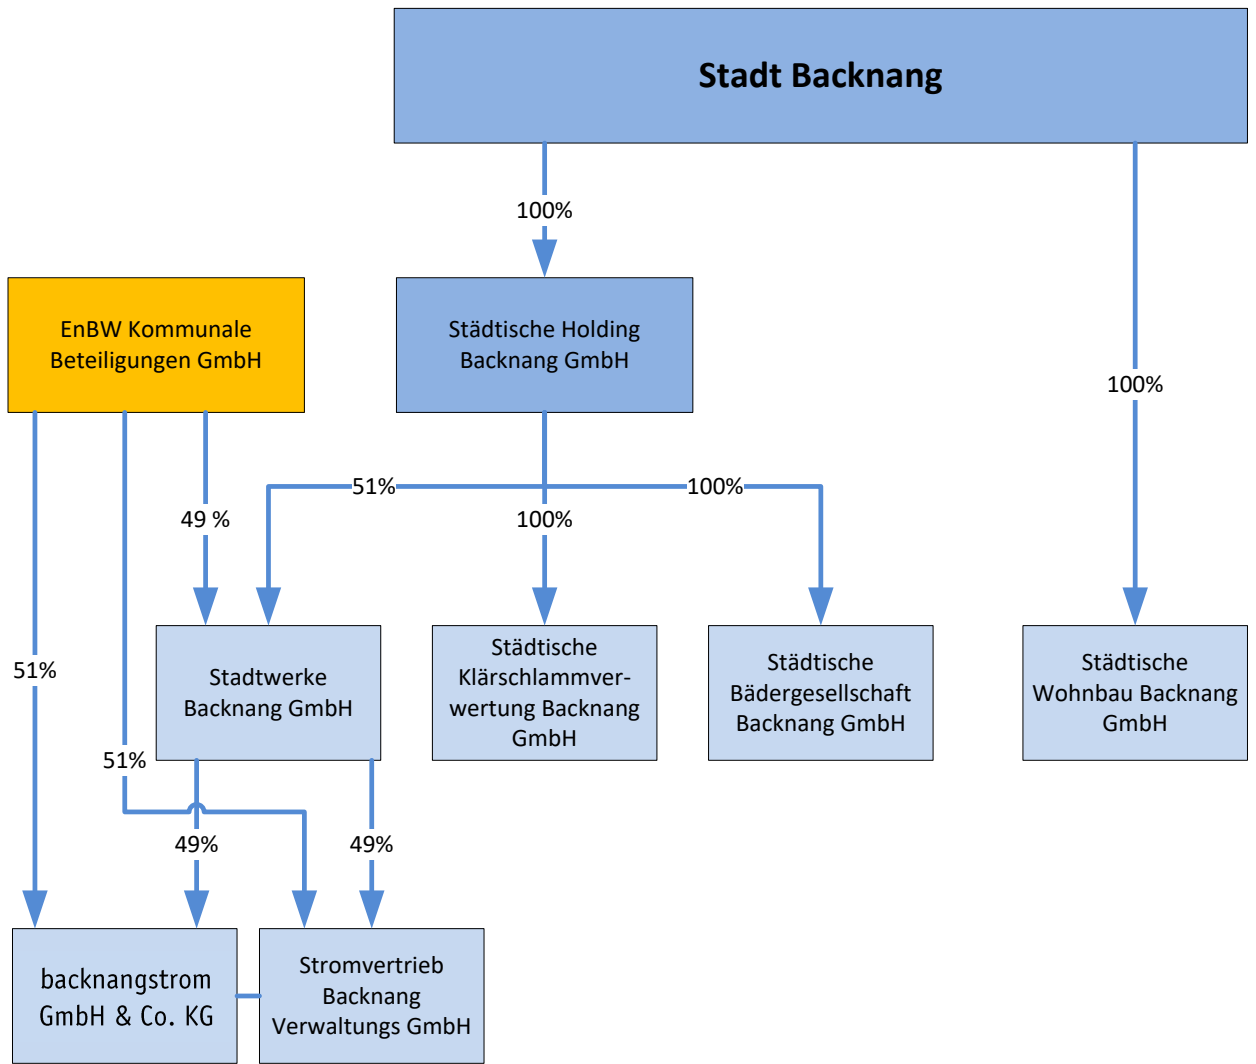 Stadt Backnang
100%
EnBW Kommunale
Beteiligungen GmbH
Städtische Holding
Backnang GmbH
100%
51%
100%
49 %
100%
51%
Stadtwerke
Backnang GmbH
Städtische
Klärschlammver-
wertung Backnang
GmbH
Städtische
Bädergesellschaft
Backnang GmbH
Städtische
Wohnbau Backnang
GmbH
51%
49%
49%
backnangstrom
GmbH & Co. KG
Stromvertrieb
Backnang
Verwaltungs GmbH